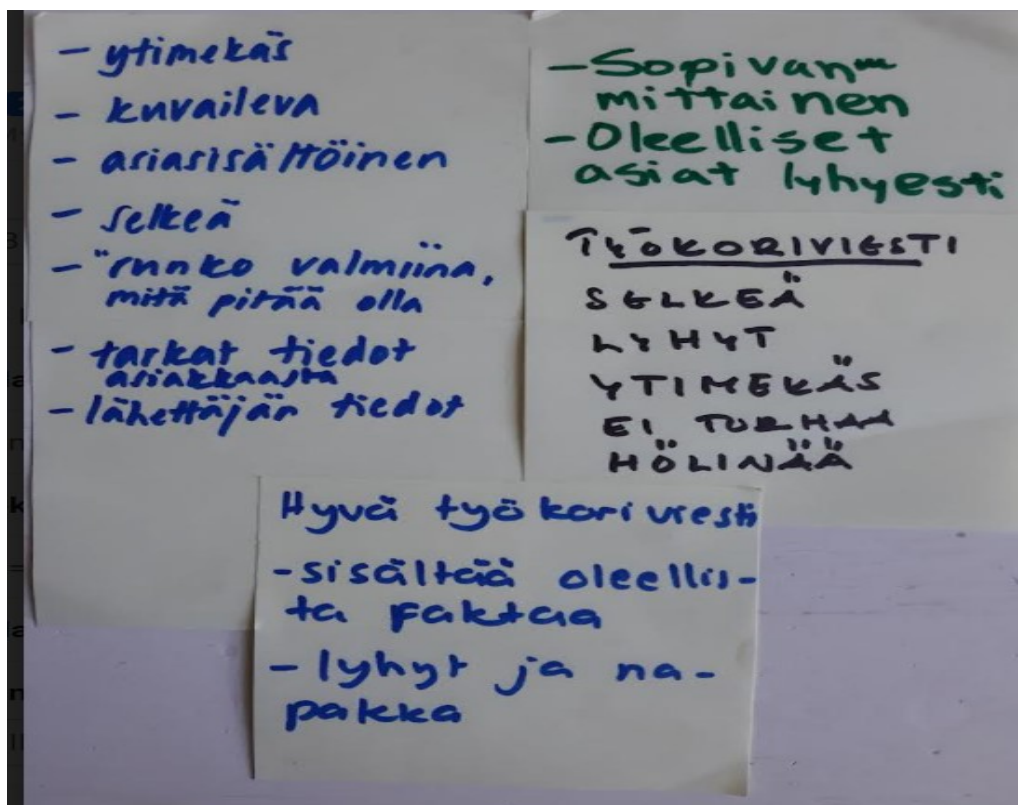 - ytimekäs
- kuvaileva
- asiasisältöinen
- selkeä
- "runko valmiina,
mitä pitää olla
- tarkat tiedot
asiakkaasta
- lähettäjän tiedot
- Sopivan
mittainen
- Oleelliset
asiat lyhyesti
TYÖKORIVIESTI
SELKEÄ
LYHYT
YTIMEKÄS
EI TURHAA
HÖLINÄÄ
Hyvä työkoriviesti
- sisältää oleellis-
ta faktaa
- lyhyt ja na-
pakka